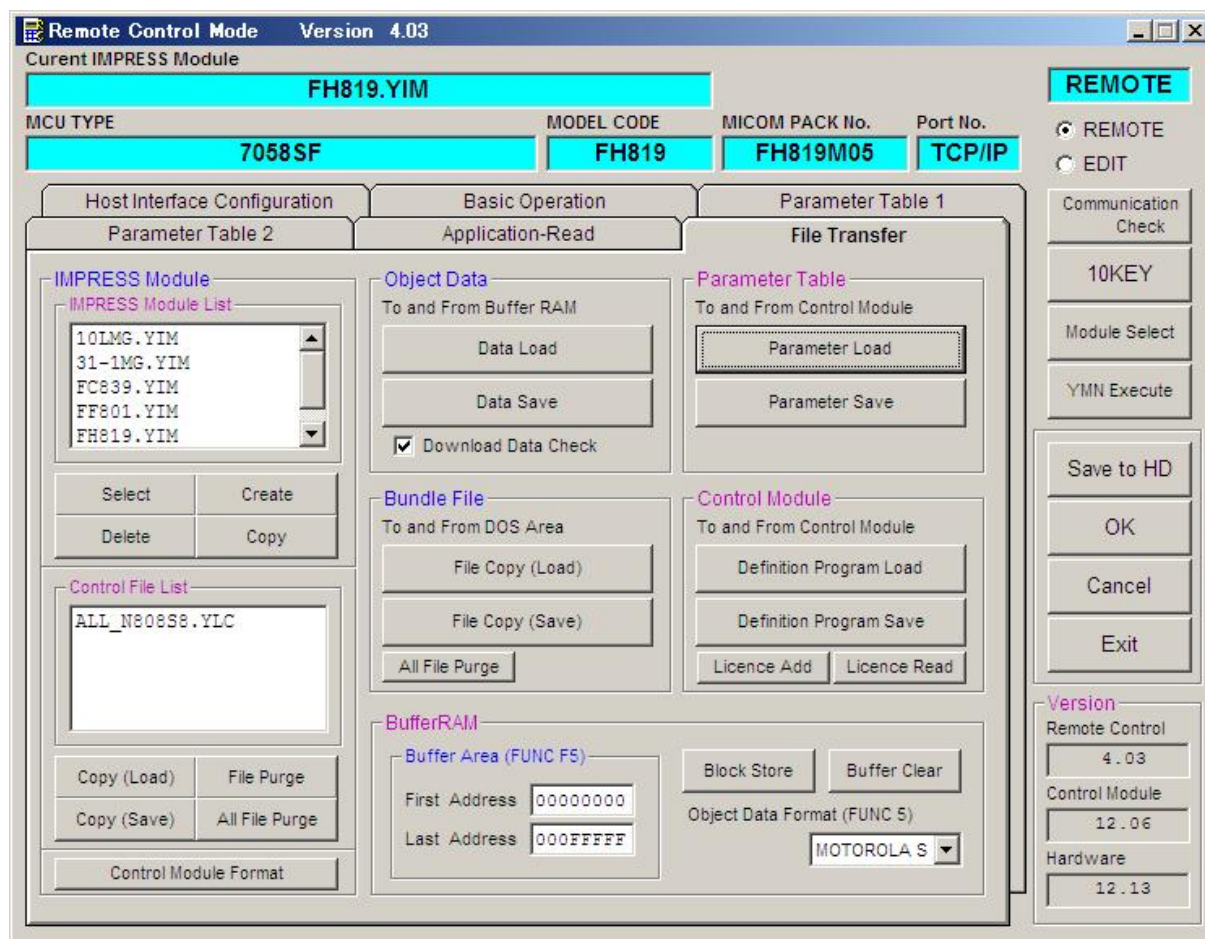 Remote Control Mode    Version 4.03
Curent IMPRESS Module
FH819.YIM
REMOTE
MCU TYPE MODEL CODE MICOM PACK No. Port No.
7058SF FH819 FH819M05 TCP/IP
REMOTE
EDIT
Host Interface Configuration Basic Operation Parameter Table 1
Parameter Table 2 Application-Read File Transfer
IMPRESS Module
IMPRESS Module List
10LMG.YIM
31-1MG.YIM
FC839.YIM
FF801.YIM
FH819.YIM
Select Create
Delete Copy
Control File List
ALL_N808S8.YLC
Copy (Load) File Purge
Copy (Save) All File Purge
Control Module Format
Object Data
To and From Buffer RAM
Data Load
Data Save
Download Data Check
Bundle File
To and From DOS Area
File Copy (Load)
File Copy (Save)
All File Purge
Parameter Table
To and From Control Module
Parameter Load
Parameter Save
Control Module
To and From Control Module
Definition Program Load
Definition Program Save
Licence Add Licence Read
BufferRAM
Buffer Area (FUNC F5)
First Address 00000000
Last Address 000FFFFF
Block Store Buffer Clear
Object Data Format (FUNC 5)
MOTOROLA S
Communication
Check
10KEY
Module Select
YMN Execute
Save to HD
OK
Cancel
Exit
Version
Remote Control
4.03
Control Module
12.06
Hardware
12.13